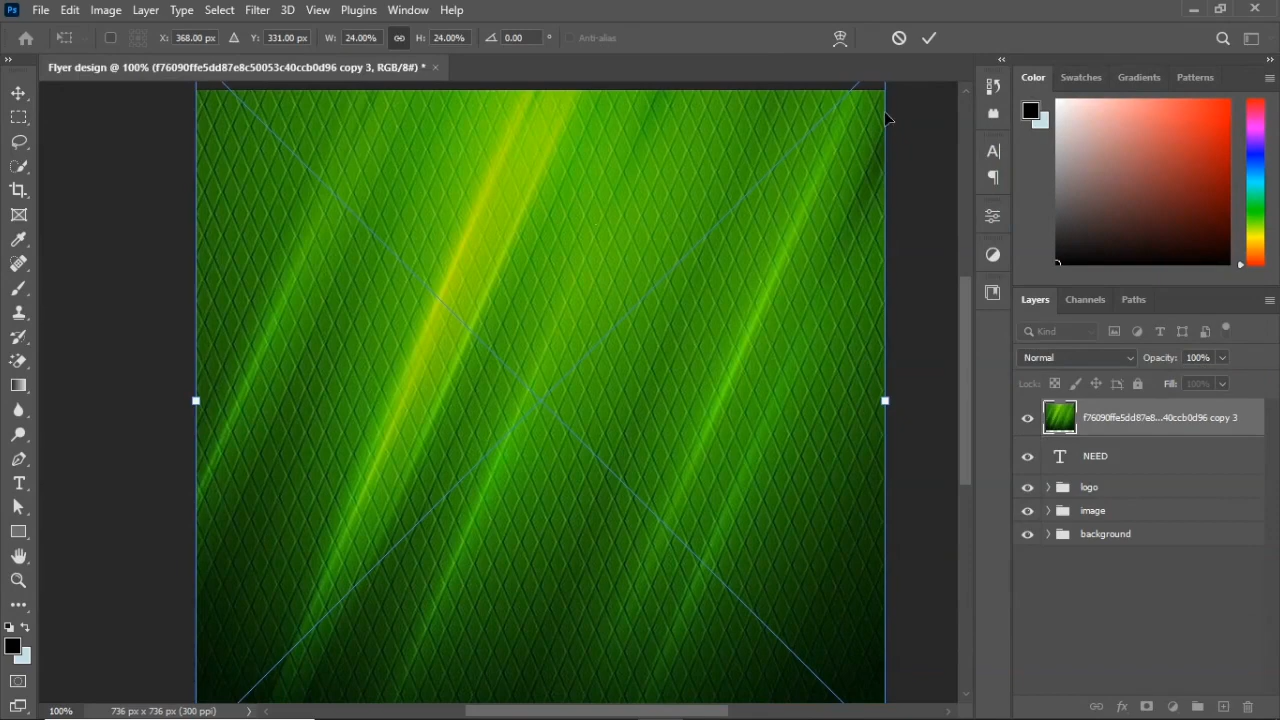 Ps File Edit Image Layer Type Select Filter 3D View Plugins Window Help
X: 368.00 px Y: 331.00 px W: 24.00% H: 24.00% 0.00 ° Anti-alias
Flyer design @ 100% (f76090ffe5dd87e8c50053c40ccb0d96 copy 3, RGB/8#) *
Color Swatches Gradients Patterns
Layers Channels Paths
Kind
Normal Opacity: 100%
Locks: Fill: 100%
f76090ffe5dd87e8...40ccb0d96 copy 3
NEED
logo
image
background
100% 736 px x 736 px (300 ppi)